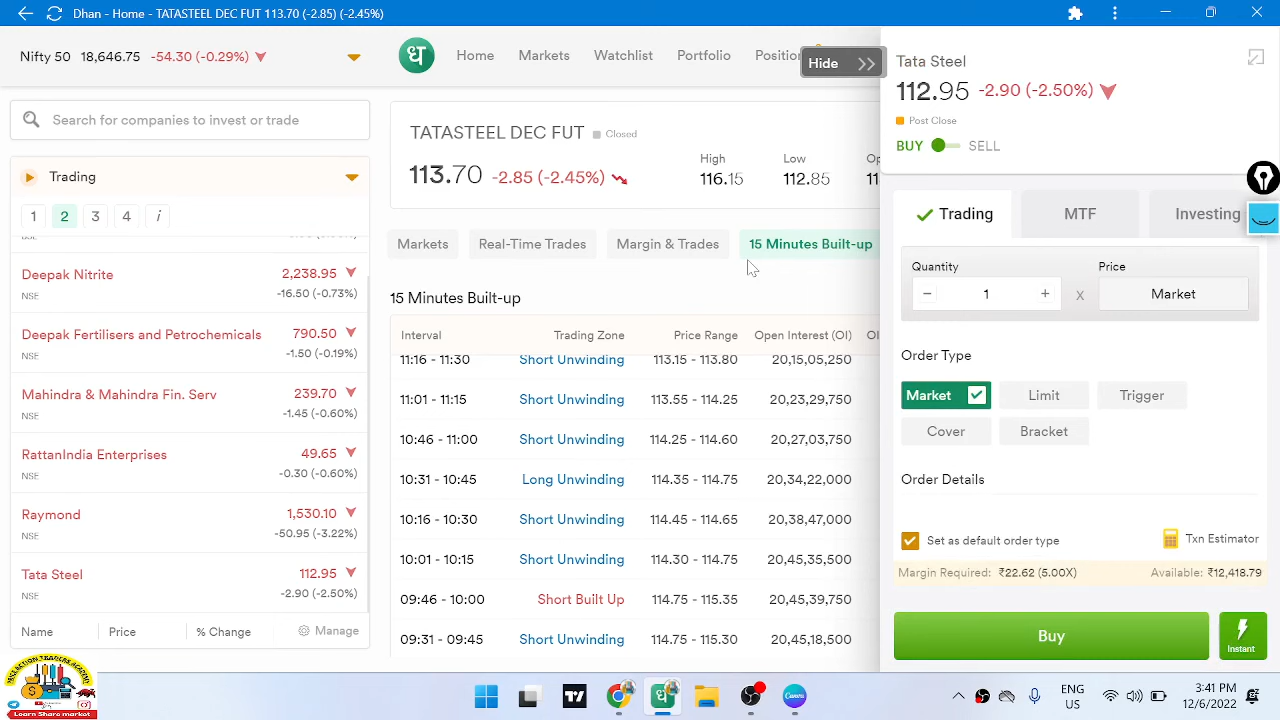 Dhan - Home - TATASTEEL DEC FUT 113.70 (-2.85) (-2.45%)
Nifty 50 18,646.75 -54.30 (-0.29%)
ध
Home Markets Watchlist Portfolio Position
Hide
Search for companies to invest or trade
Trading
1 2 3 4 i
Deepak Nitrite 2,238.95
NSE -16.50 (-0.73%)
Deepak Fertilisers and Petrochemicals 790.50
NSE -1.50 (-0.19%)
Mahindra & Mahindra Fin. Serv 239.70
NSE -1.45 (-0.60%)
RattanIndia Enterprises 49.65
NSE -0.30 (-0.60%)
Raymond 1,530.10
NSE -50.95 (-3.22%)
Tata Steel 112.95
NSE -2.90 (-2.50%)
Name Price % Change Manage
TATASTEEL DEC FUT Closed
113.70 -2.85 (-2.45%)
High Low
116.15 112.85
Markets Real-Time Trades Margin & Trades 15 Minutes Built-up
15 Minutes Built-up
Interval Trading Zone Price Range Open Interest (OI)
11:16 - 11:30 Short Unwinding 113.15 - 113.80 20,15,05,250
11:01 - 11:15 Short Unwinding 113.55 - 114.25 20,23,29,750
10:46 - 11:00 Short Unwinding 114.25 - 114.60 20,27,03,750
10:31 - 10:45 Long Unwinding 114.35 - 114.75 20,34,22,000
10:16 - 10:30 Short Unwinding 114.45 - 114.65 20,38,47,000
10:01 - 10:15 Short Unwinding 114.30 - 114.75 20,45,35,500
09:46 - 10:00 Short Built Up 114.75 - 115.35 20,45,39,750
09:31 - 09:45 Short Unwinding 114.75 - 115.30 20,45,18,500
Tata Steel
112.95 -2.90 (-2.50%)
Post Close
BUY SELL
Trading MTF Investing
Quantity Price
− 1 + X Market
Order Type
Market Limit Trigger
Cover Bracket
Order Details
Set as default order type Txn Estimator
Margin Required: ₹22.62 (5.00X) Available: ₹12,418.79
Buy Instant
Learn Share market
ENG
US
3:41 PM
12/6/2022